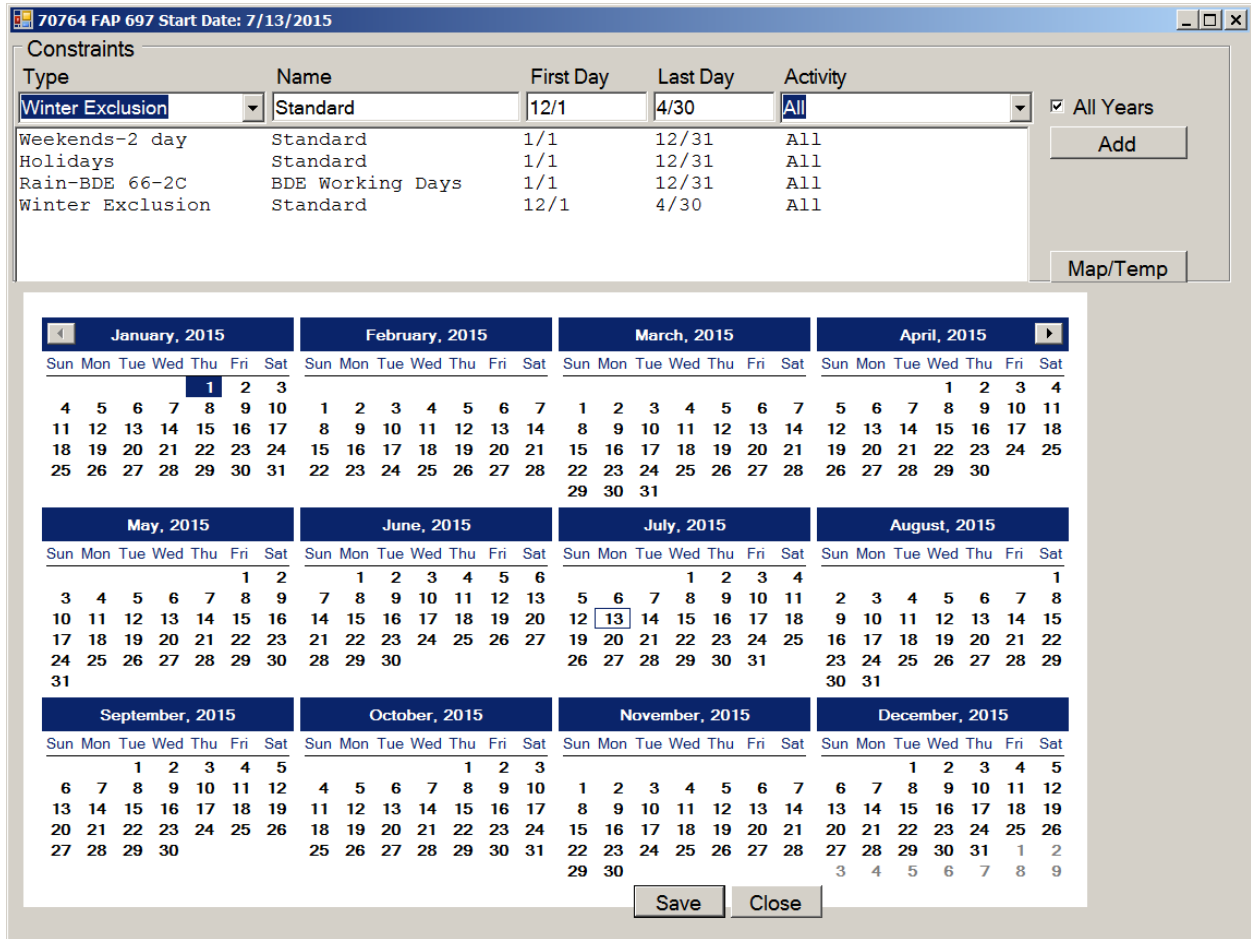 70764 FAP 697 Start Date: 7/13/2015
Constraints
Type Name First Day Last Day Activity
Winter Exclusion Standard 12/1 4/30 All All Years
Weekends-2 day Standard 1/1 12/31 All
Add
Holidays Standard 1/1 12/31 All
Rain-BDE 66-2C BDE Working Days 1/1 12/31 All
Winter Exclusion Standard 12/1 4/30 All
Map/Temp
January, 2015 February, 2015 March, 2015 April, 2015
Sun Mon Tue Wed Thu Fri Sat Sun Mon Tue Wed Thu Fri Sat Sun Mon Tue Wed Thu Fri Sat Sun Mon Tue Wed Thu Fri Sat
1 2 3 1 2 3 4
4 5 6 7 8 9 10 1 2 3 4 5 6 7 1 2 3 4 5 6 7 5 6 7 8 9 10 11
11 12 13 14 15 16 17 8 9 10 11 12 13 14 8 9 10 11 12 13 14 12 13 14 15 16 17 18
18 19 20 21 22 23 24 15 16 17 18 19 20 21 15 16 17 18 19 20 21 19 20 21 22 23 24 25
25 26 27 28 29 30 31 22 23 24 25 26 27 28 22 23 24 25 26 27 28 26 27 28 29 30
29 30 31
May, 2015 June, 2015 July, 2015 August, 2015
Sun Mon Tue Wed Thu Fri Sat Sun Mon Tue Wed Thu Fri Sat Sun Mon Tue Wed Thu Fri Sat Sun Mon Tue Wed Thu Fri Sat
1 2 1 2 3 4 5 6 1 2 3 4 1
3 4 5 6 7 8 9 7 8 9 10 11 12 13 5 6 7 8 9 10 11 2 3 4 5 6 7 8
10 11 12 13 14 15 16 14 15 16 17 18 19 20 12 13 14 15 16 17 18 9 10 11 12 13 14 15
17 18 19 20 21 22 23 21 22 23 24 25 26 27 19 20 21 22 23 24 25 16 17 18 19 20 21 22
24 25 26 27 28 29 30 28 29 30 26 27 28 29 30 31 23 24 25 26 27 28 29
31 30 31
September, 2015 October, 2015 November, 2015 December, 2015
Sun Mon Tue Wed Thu Fri Sat Sun Mon Tue Wed Thu Fri Sat Sun Mon Tue Wed Thu Fri Sat Sun Mon Tue Wed Thu Fri Sat
1 2 3 4 5 1 2 3 1 2 3 4 5
6 7 8 9 10 11 12 4 5 6 7 8 9 10 1 2 3 4 5 6 7 6 7 8 9 10 11 12
13 14 15 16 17 18 19 11 12 13 14 15 16 17 8 9 10 11 12 13 14 13 14 15 16 17 18 19
20 21 22 23 24 25 26 18 19 20 21 22 23 24 15 16 17 18 19 20 21 20 21 22 23 24 25 26
27 28 29 30 25 26 27 28 29 30 31 22 23 24 25 26 27 28 27 28 29 30 31 1 2
29 30 3 4 5 6 7 8 9
Save Close